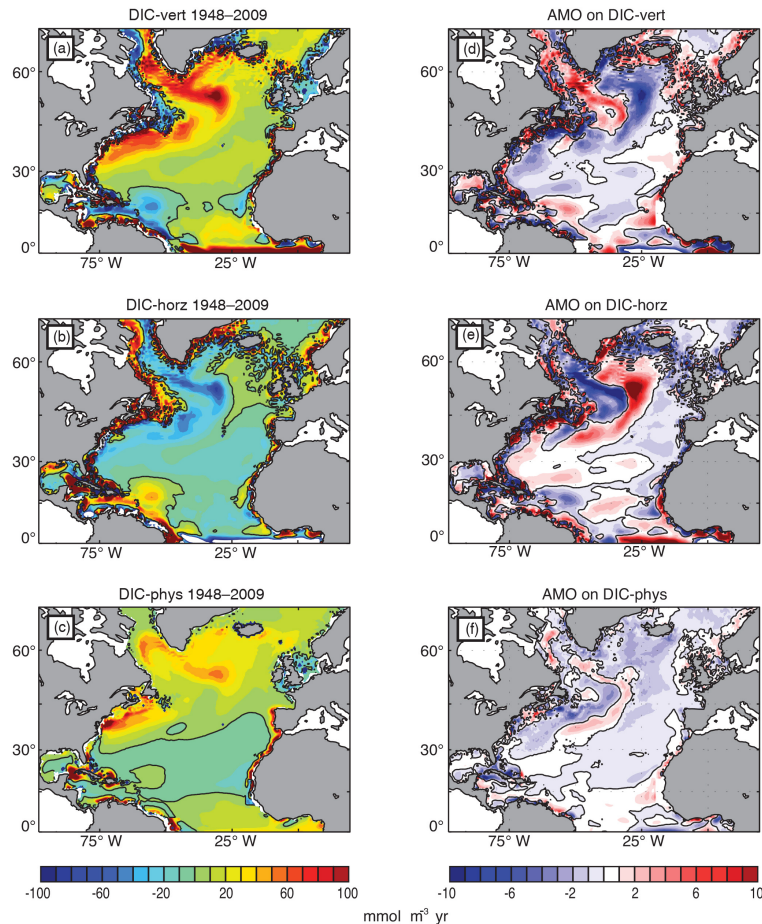 DIC-vert 1948–2009
(a)
60°
30°
0°
75° W
25° W
AMO on DIC-vert
(d)
60°
30°
0°
75° W
25° W
DIC-horz 1948–2009
(b)
60°
30°
0°
75° W
25° W
AMO on DIC-horz
(e)
60°
30°
0°
75° W
25° W
DIC-phys 1948–2009
(c)
60°
30°
0°
75° W
25° W
AMO on DIC-phys
(f)
60°
30°
0°
75° W
25° W
-100 -60 -20 20 60 100
-10 -6 -2 2 6 10
mmol m⁻³ yr